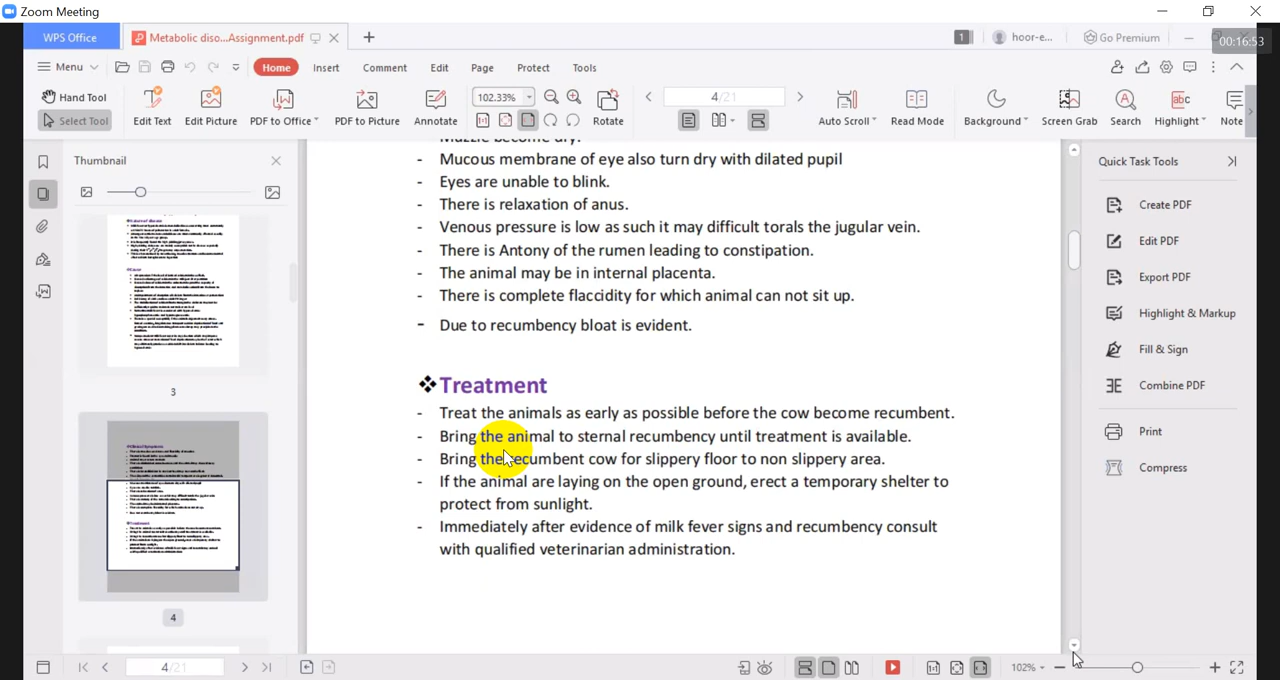 Zoom Meeting
WPS Office
Metabolic diso...Assignment.pdf
1
hoor-e...
Go Premium
00:16:53
Menu
Home
Insert
Comment
Edit
Page
Protect
Tools
Hand Tool
Select Tool
Edit Text
Edit Picture
PDF to Office
PDF to Picture
Annotate
102.33%
Rotate
4/21
Auto Scroll
Read Mode
Background
Screen Grab
Search
Highlight
Note
Thumbnail
3
4
- Mucous membrane of eye also turn dry with dilated pupil
- Eyes are unable to blink.
- There is relaxation of anus.
Venous pressure is low as such it may difficult torals the jugular vein.
- There is Antony of the rumen leading to constipation.
- The animal may be in internal placenta.
- There is complete flaccidity for which animal can not sit up.
- Due to recumbency bloat is evident.
❖Treatment
- Treat the animals as early as possible before the cow become recumbent.
- Bring the animal to sternal recumbency until treatment is available.
- Bring the recumbent cow for slippery floor to non slippery area.
- If the animal are laying on the open ground, erect a temporary shelter to
protect from sunlight.
- Immediately after evidence of milk fever signs and recumbency consult
with qualified veterinarian administration.
Quick Task Tools
Create PDF
Edit PDF
Export PDF
Highlight & Markup
Fill & Sign
Combine PDF
Print
Compress
4/21
102%